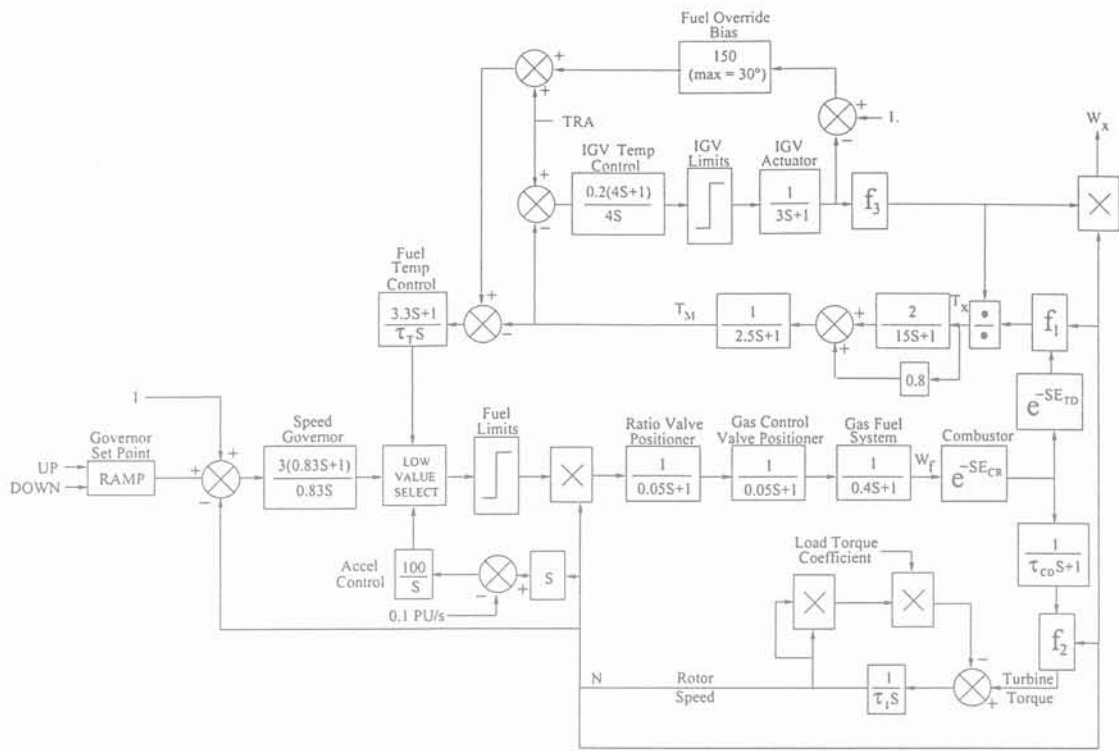 Fuel Override
Bias
150
(max = 30°)
+
+
+
-
I.
W_x
TRA
IGV Temp
Control
0.2(4S+1)
4S
IGV
Limits
IGV
Actuator
1
3S+1
f_3
×
+
-
Fuel
Temp
Control
3.3S+1
τ_T S
+
-
T_M
1
2.5S+1
+
+
2
15S+1
T_x
0.8
f_1
e^-SE_TD
1
Governor
Set Point
UP
DOWN
RAMP
+
+
-
Speed
Governor
3(0.83S+1)
0.83S
LOW
VALUE
SELECT
Fuel
Limits
×
Ratio Valve
Positioner
1
0.05S+1
Gas Control
Valve Positioner
1
0.05S+1
Gas Fuel
System
1
0.4S+1
W_f
Combustor
e^-SE_CR
Accel
Control
100
S
-
+
S
0.1 PU/s
Load Torque
Coefficient
×
×
1
τ_CD S+1
f_2
N
Rotor
Speed
1
τ_I S
-
+
Turbine
Torque